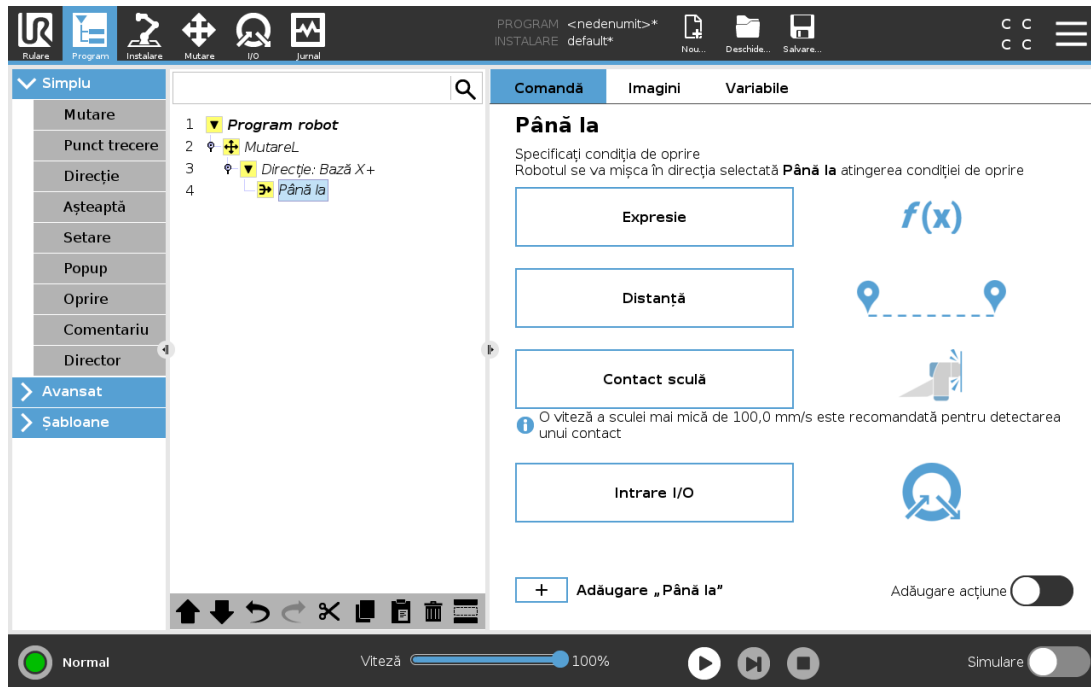 Rulare
Program
Instalare
Mutare
I/O
Jurnal
PROGRAM <nedenumit>*
INSTALARE default*
Nou...
Deschide...
Salvare...
C C
C C
Simplu
Mutare
Punct trecere
Direcție
Așteaptă
Setare
Popup
Oprire
Comentariu
Director
Avansat
Șabloane
1 Program robot
2 MutareL
3 Direcție: Bază X+
4 Până la
Comandă
Imagini
Variabile
Până la
Specificați condiția de oprire
Robotul se va mișca în direcția selectată Până la atingerea condiției de oprire
Expresie
f(x)
Distanță
Contact sculă
O viteză a sculei mai mică de 100,0 mm/s este recomandată pentru detectarea
unui contact
Intrare I/O
+ Adăugare „Până la”
Adăugare acțiune
Normal
Viteză
100%
Simulare